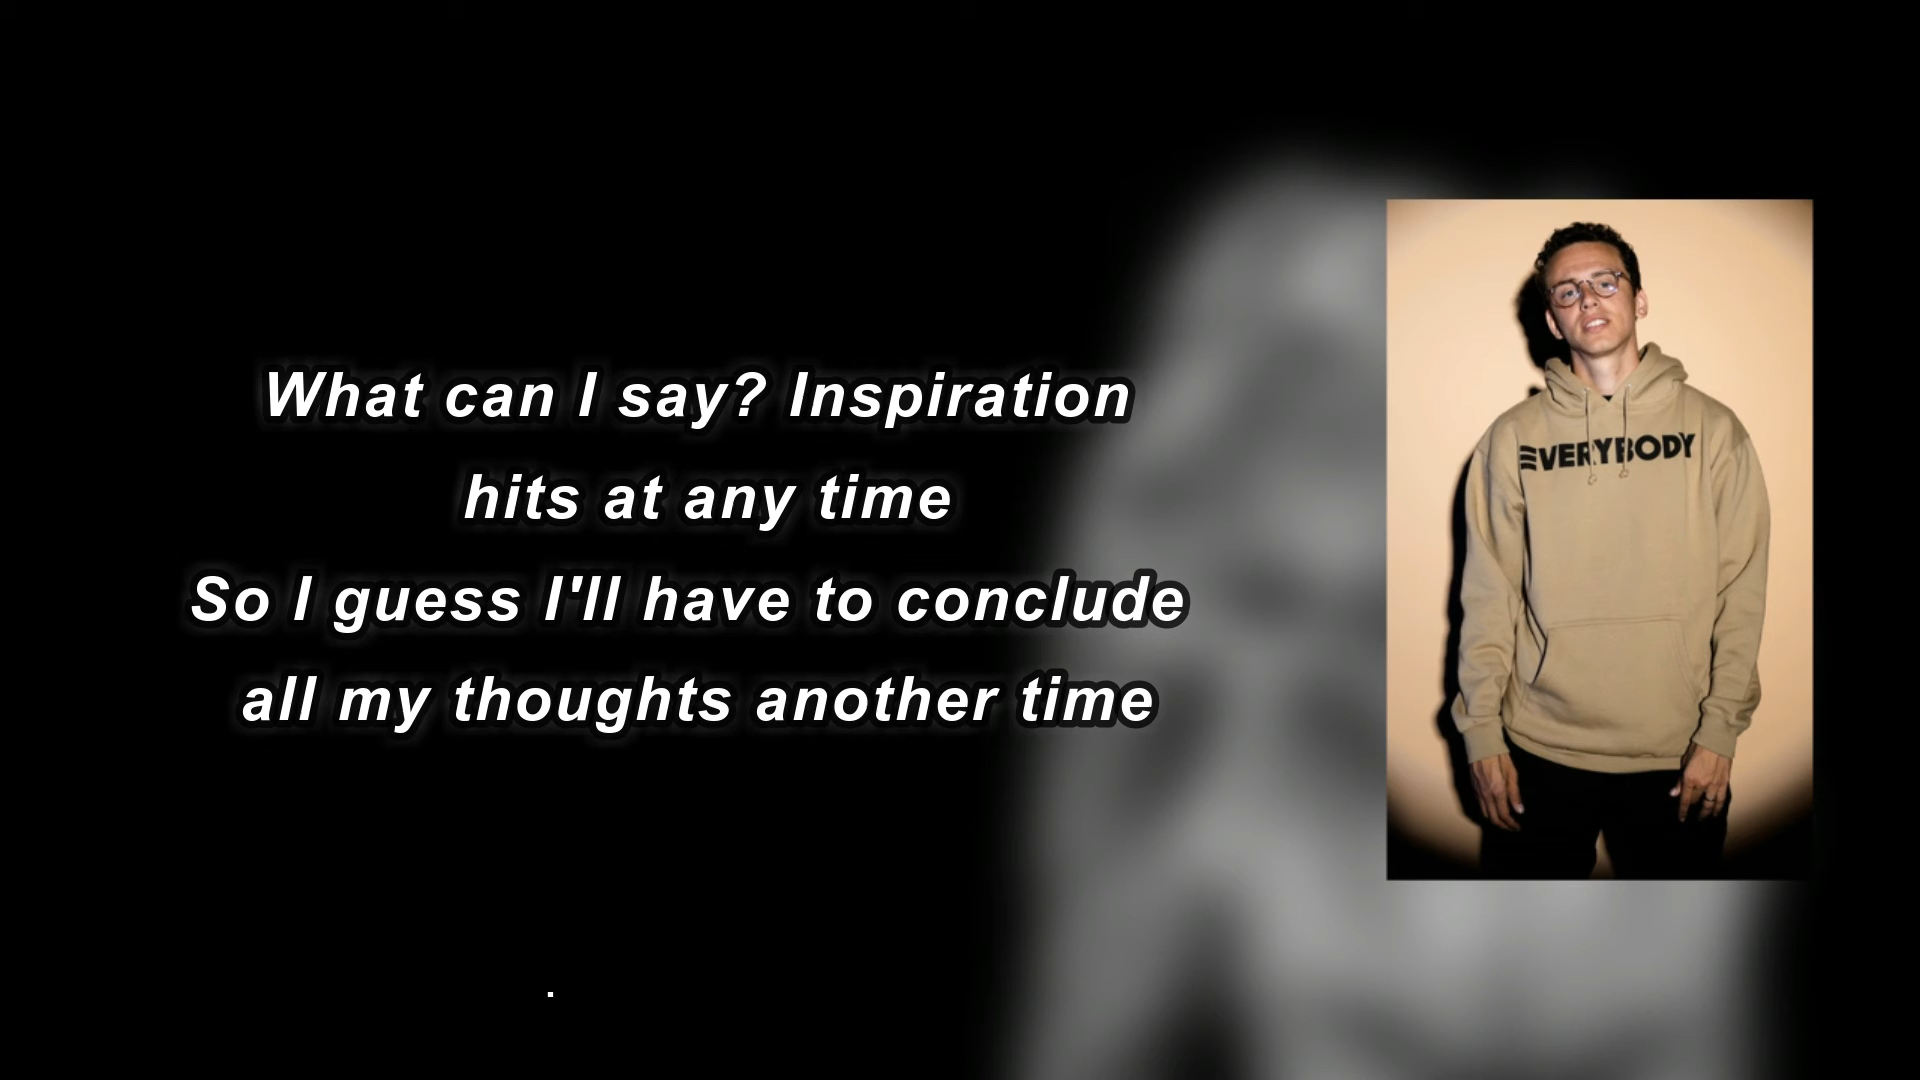 What can I say? Inspiration
hits at any time
So I guess I'll have to conclude
all my thoughts another time
EVERYBODY
.